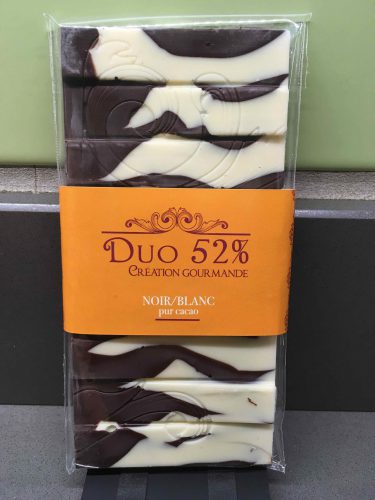 Duo 52%
CRÉATION GOURMANDE
NOIR/BLANC
pur cacao